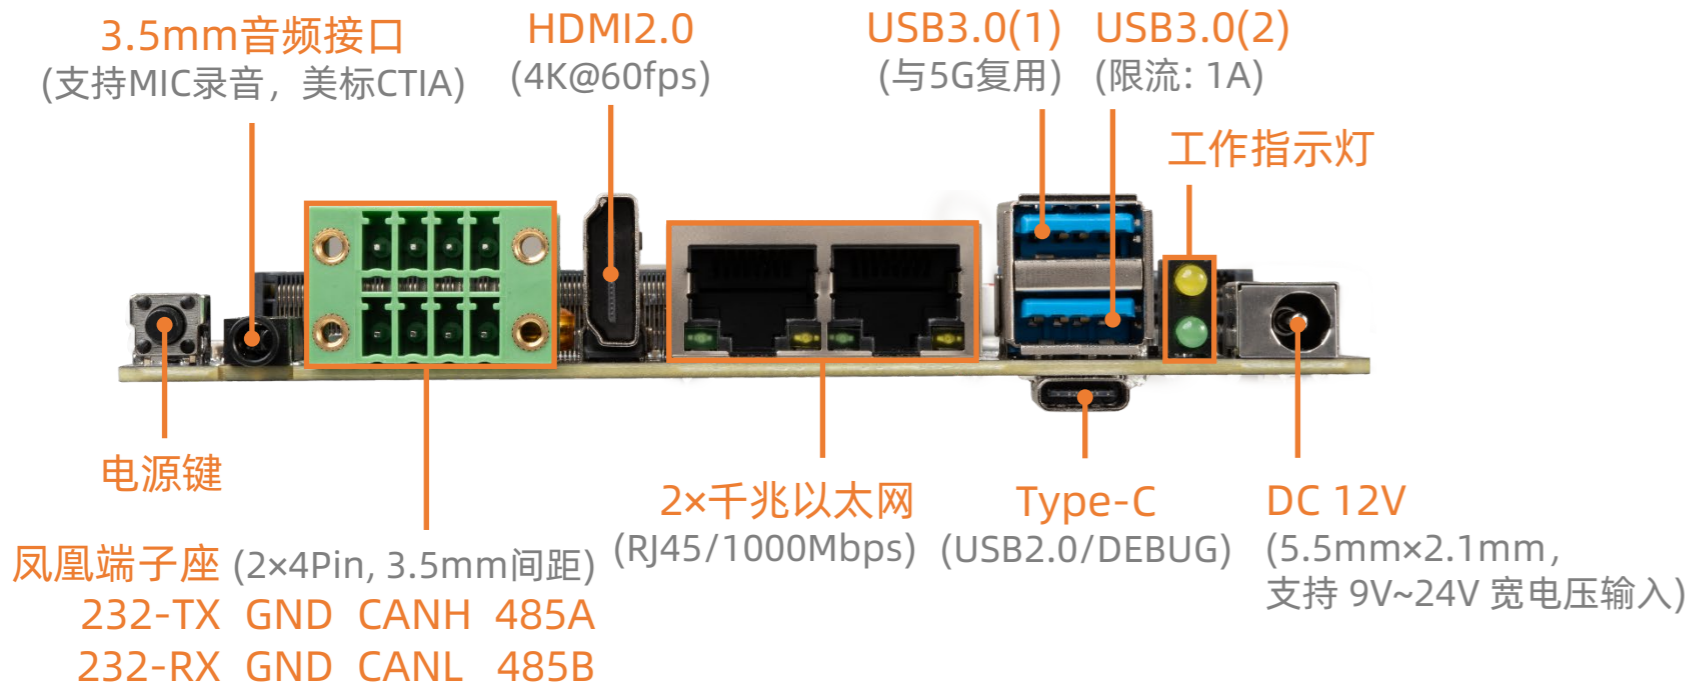 3.5mm音频接口
(支持MIC录音，美标CTIA)
HDMI2.0
(4K@60fps)
USB3.0(1)
(与5G复用)
USB3.0(2)
(限流: 1A)
工作指示灯
电源键
凤凰端子座 (2×4Pin, 3.5mm间距)
232-TX GND CANH 485A
232-RX GND CANL 485B
2×千兆以太网
(RJ45/1000Mbps)
Type-C
(USB2.0/DEBUG)
DC 12V
(5.5mm×2.1mm，
支持 9V~24V 宽电压输入)